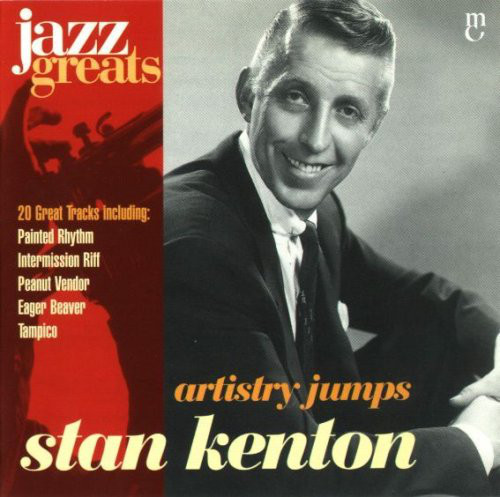 jazz
greats
mc
20 Great Tracks including:
Painted Rhythm
Intermission Riff
Peanut Vendor
Eager Beaver
Tampico
artistry jumps
stan kenton